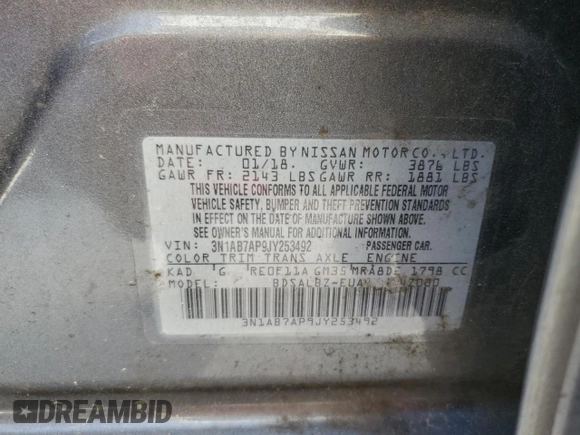 MANUFACTURED BY NISSAN MOTOR CO., LTD.
DATE: 01/18. GVWR: 3876 LBS
GAWR FR: 2143 LBS GAWR RR: 1881 LBS
THIS VEHICLE CONFORMS TO ALL APPLICABLE FEDERAL MOTOR
VEHICLE SAFETY, BUMPER AND THEFT PREVENTION STANDARDS
IN EFFECT ON THE DATE OF MANUFACTURE SHOWN ABOVE.
SEE OWNER'S MANUAL FOR ADDITIONAL INFORMATION.
VIN: 3N1AB7AP9JY253492 PASSENGER CAR.
COLOR TRIM TRANS AXLE ENGINE
KAD G RE0F11A GM35 MRA8DE 1798 CC
MODEL: BDSALBZ-EUA
3N1AB7AP9JY253492
DREAMBID